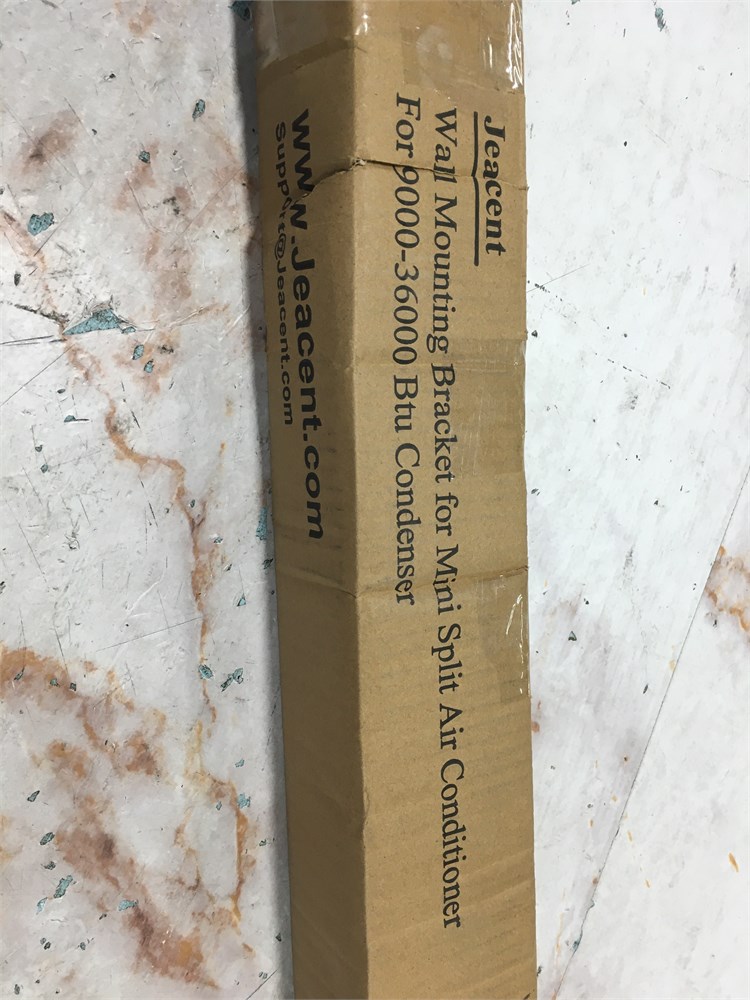 Jeacent
Wall Mounting Bracket for Mini Split Air Conditioner
For 9000-36000 Btu Condenser
www.Jeacent.com
Support@Jeacent.com